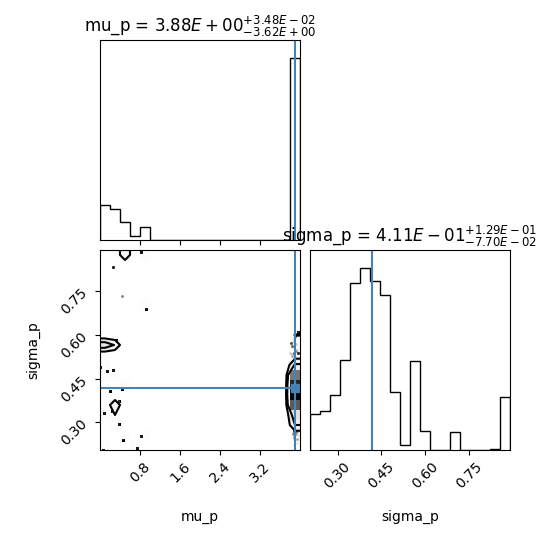 mu_p = 3.88E + 00+3.48E − 02 −3.62E + 00
sigma_p = 4.11E − 01+1.29E − 01 −7.70E − 02
0.75
0.60
0.45
0.30
sigma_p
0.8 1.6 2.4 3.2
0.30 0.45 0.60 0.75
mu_p
sigma_p